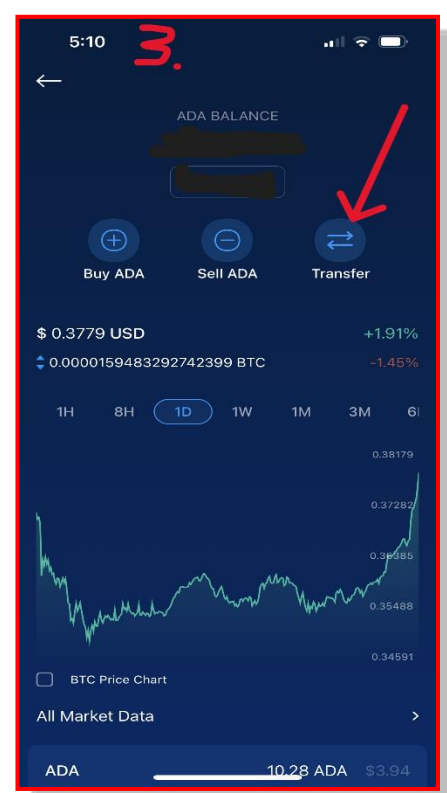 5:10
3.
ADA BALANCE
Buy ADA
Sell ADA
Transfer
$ 0.3779 USD +1.91%
0.0000159483292742399 BTC -1.45%
1H 8H 1D 1W 1M 3M 6
0.38179
0.37282
0.36385
0.35488
0.34591
BTC Price Chart
All Market Data
ADA 10.28 ADA $3.94